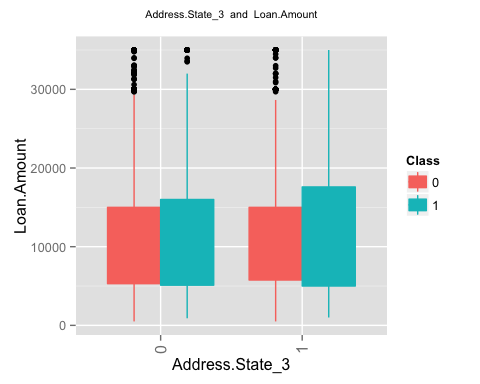 Address.State_3 and Loan.Amount
Loan.Amount
30000
20000
10000
0
0
1
Address.State_3
Class
0
1